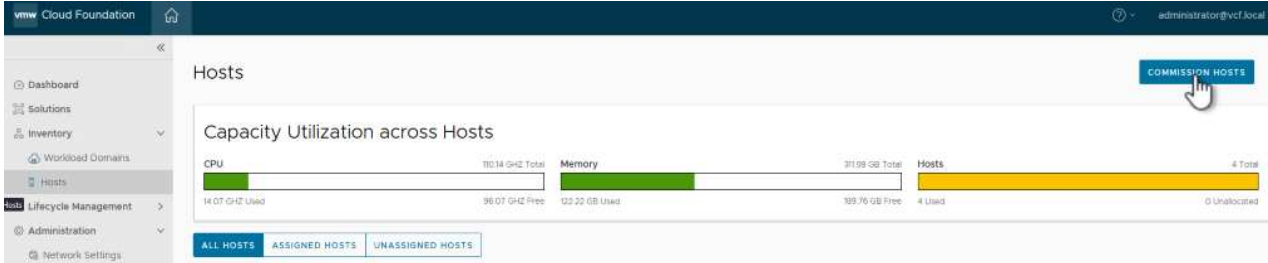 vmw Cloud Foundation
administrator@vcf.local
«
Hosts
COMMISSION HOSTS
Dashboard
Solutions
Inventory
Workload Domains
Hosts
Hosts
Lifecycle Management
Administration
Network Settings
Capacity Utilization across Hosts
CPU
110.14 GHZ Total
14.07 GHZ Used
96.07 GHZ Free
Memory
311.98 GB Total
122.22 GB Used
189.76 GB Free
Hosts
4 Total
4 Used
0 Unallocated
ALL HOSTS ASSIGNED HOSTS UNASSIGNED HOSTS